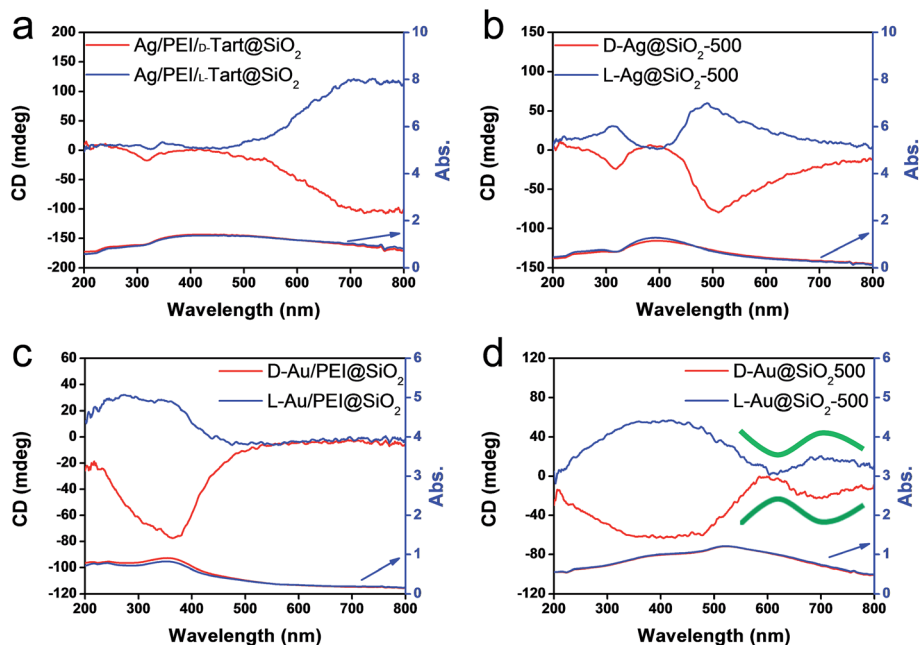 a
200
150
100
50
0
-50
-100
-150
-200
CD (mdeg)
Ag/PEI/D-Tart@SiO2
Ag/PEI/L-Tart@SiO2
10
8
6
4
2
0
Abs.
200 300 400 500 600 700 800
Wavelength (nm)
b
150
100
50
0
-50
-100
-150
CD (mdeg)
D-Ag@SiO2-500
L-Ag@SiO2-500
10
8
6
4
2
0
Abs.
200 300 400 500 600 700 800
Wavelength (nm)
c
60
40
20
0
-20
-40
-60
-80
-100
-120
CD (mdeg)
D-Au/PEI@SiO2
L-Au/PEI@SiO2
6
5
4
3
2
1
0
Abs.
200 300 400 500 600 700 800
Wavelength (nm)
d
120
80
40
0
-40
-80
-120
CD (mdeg)
D-Au@SiO2500
L-Au@SiO2-500
6
5
4
3
2
1
0
Abs.
200 300 400 500 600 700 800
Wavelength (nm)